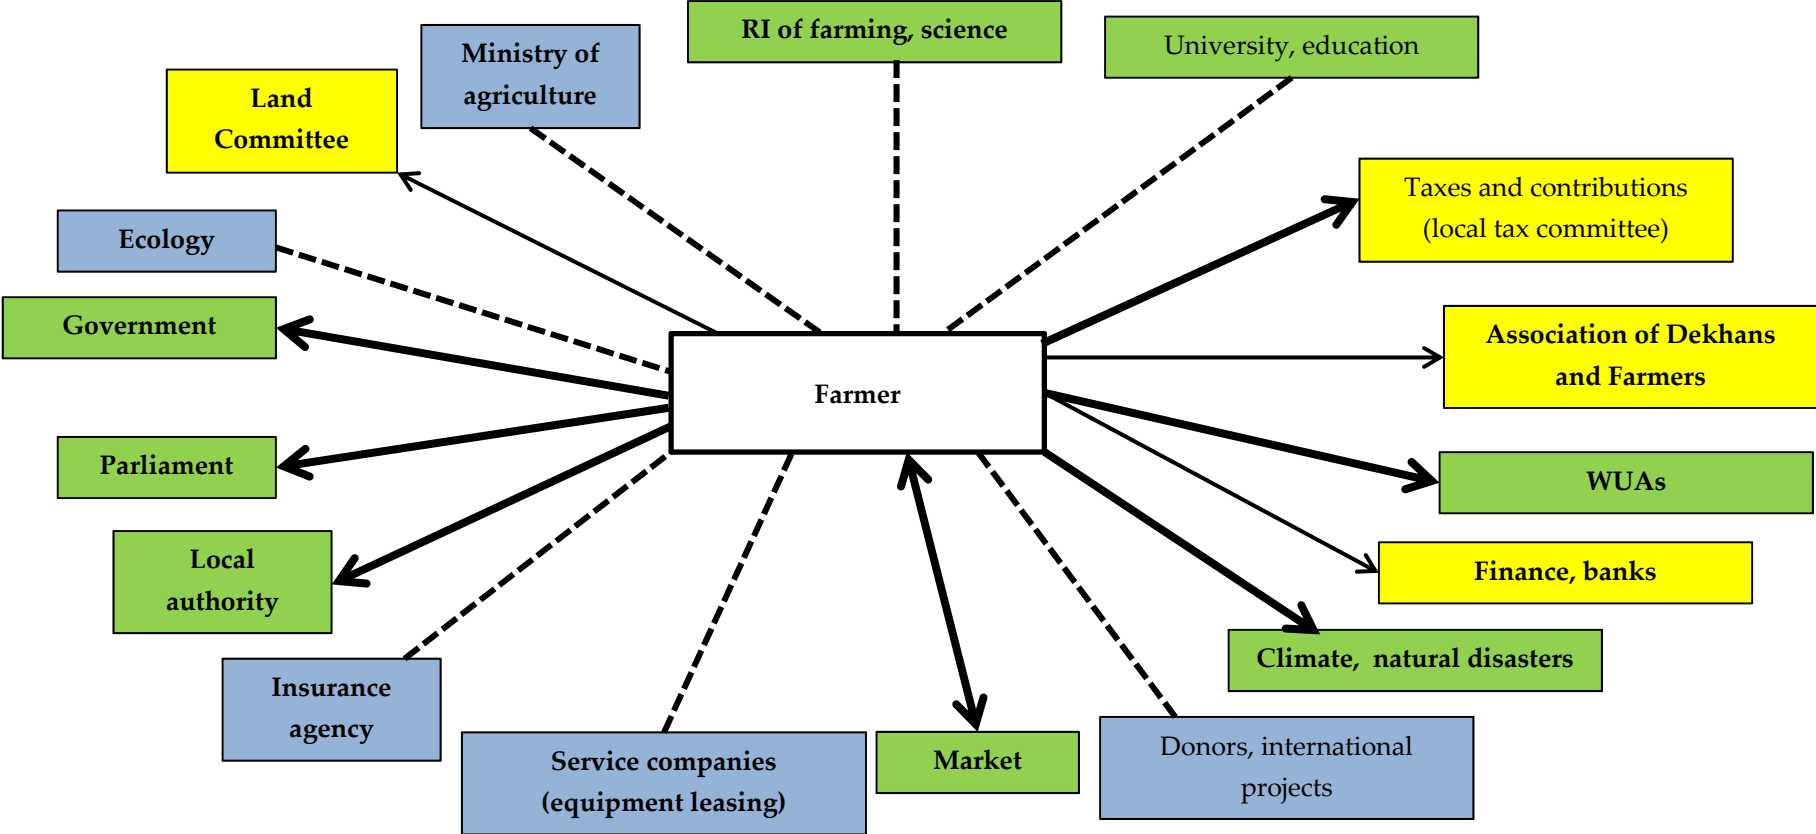 RI of farming, science
University, education
Ministry of
agriculture
Land
Committee
Taxes and contributions
(local tax committee)
Ecology
Government
Association of Dekhans
and Farmers
Farmer
Parliament
WUAs
Local
authority
Finance, banks
Climate,  natural disasters
Insurance
agency
Service companies
(equipment leasing)
Market
Donors, international
projects